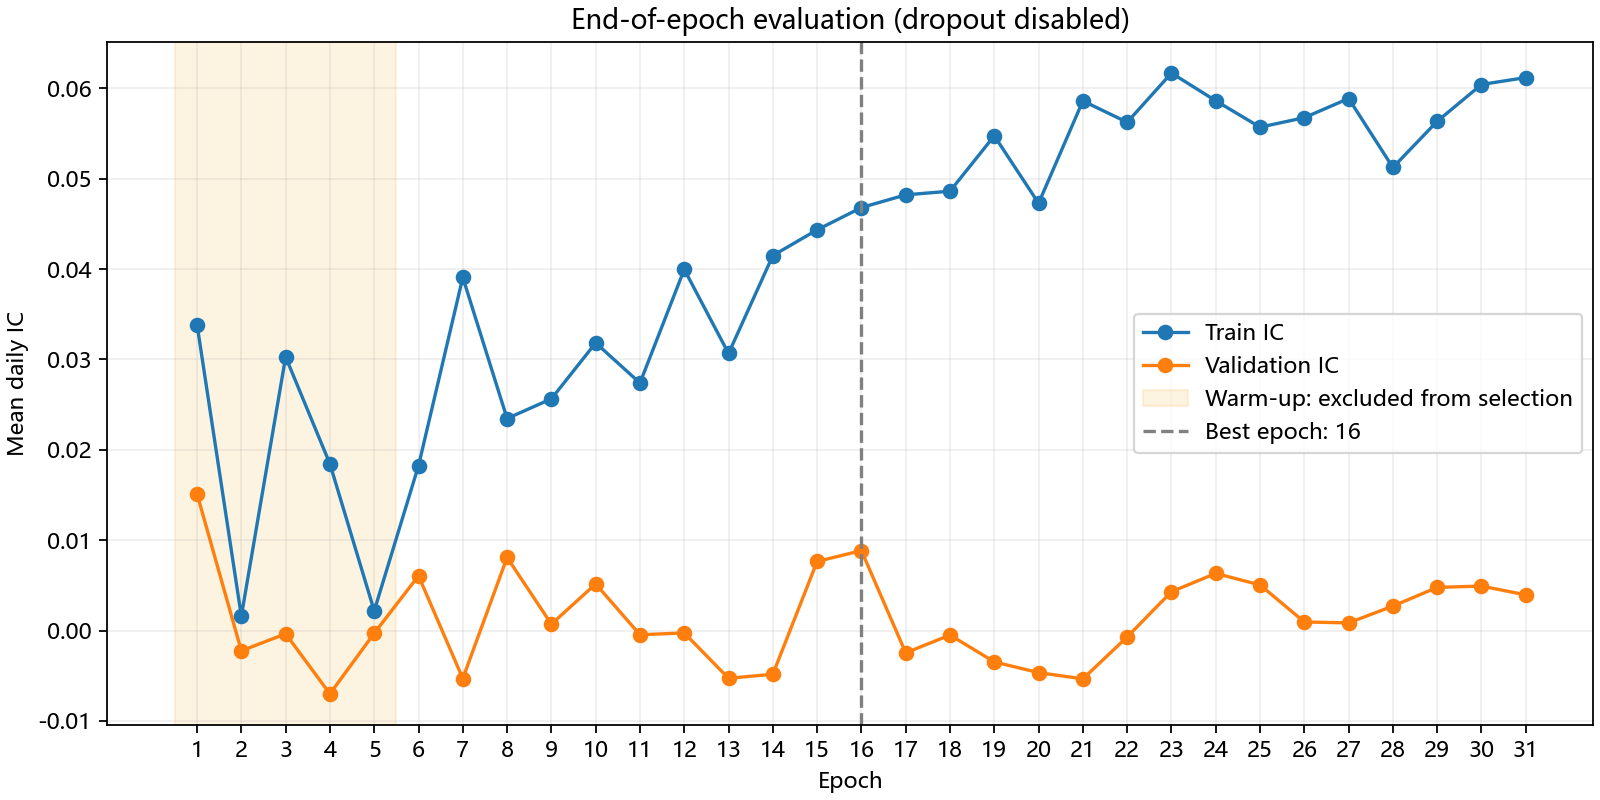 End-of-epoch evaluation (dropout disabled)
Mean daily IC
0.06
0.05
0.04
0.03
0.02
0.01
0.00
-0.01
Train IC
Validation IC
Warm-up: excluded from selection
Best epoch: 16
1 2 3 4 5 6 7 8 9 10 11 12 13 14 15 16 17 18 19 20 21 22 23 24 25 26 27 28 29 30 31
Epoch